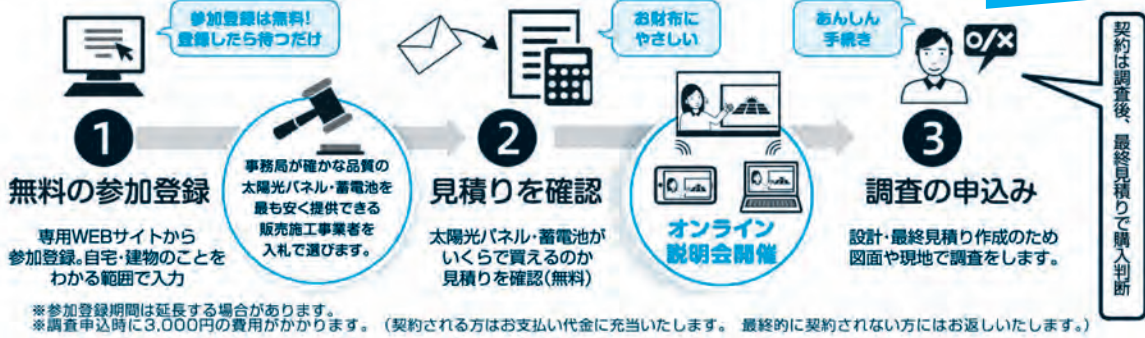 参加登録は無料!
登録したら待つだけ
お財布に
やさしい
あんしん
手続き
O/X
契約は調査後、最終見積りで購入判断
1
無料の参加登録
専用WEBサイトから
参加登録。自宅・建物のことを
わかる範囲で入力
事務局が確かな品質の
太陽光パネル・蓄電池を
最も安く提供できる
販売施工事業者を
入札で選びます。
2
見積りを確認
太陽光パネル・蓄電池が
いくらで買えるのか
見積りを確認(無料)
オンライン
説明会開催
3
調査の申込み
設計・最終見積り作成のため
図面や現地で調査をします。
※参加登録期間は延長する場合があります。
※調査申込時に3,000円の費用がかかります。 (契約される方はお支払い代金に充当いたします。 最終的に契約されない方にはお返しいたします。)